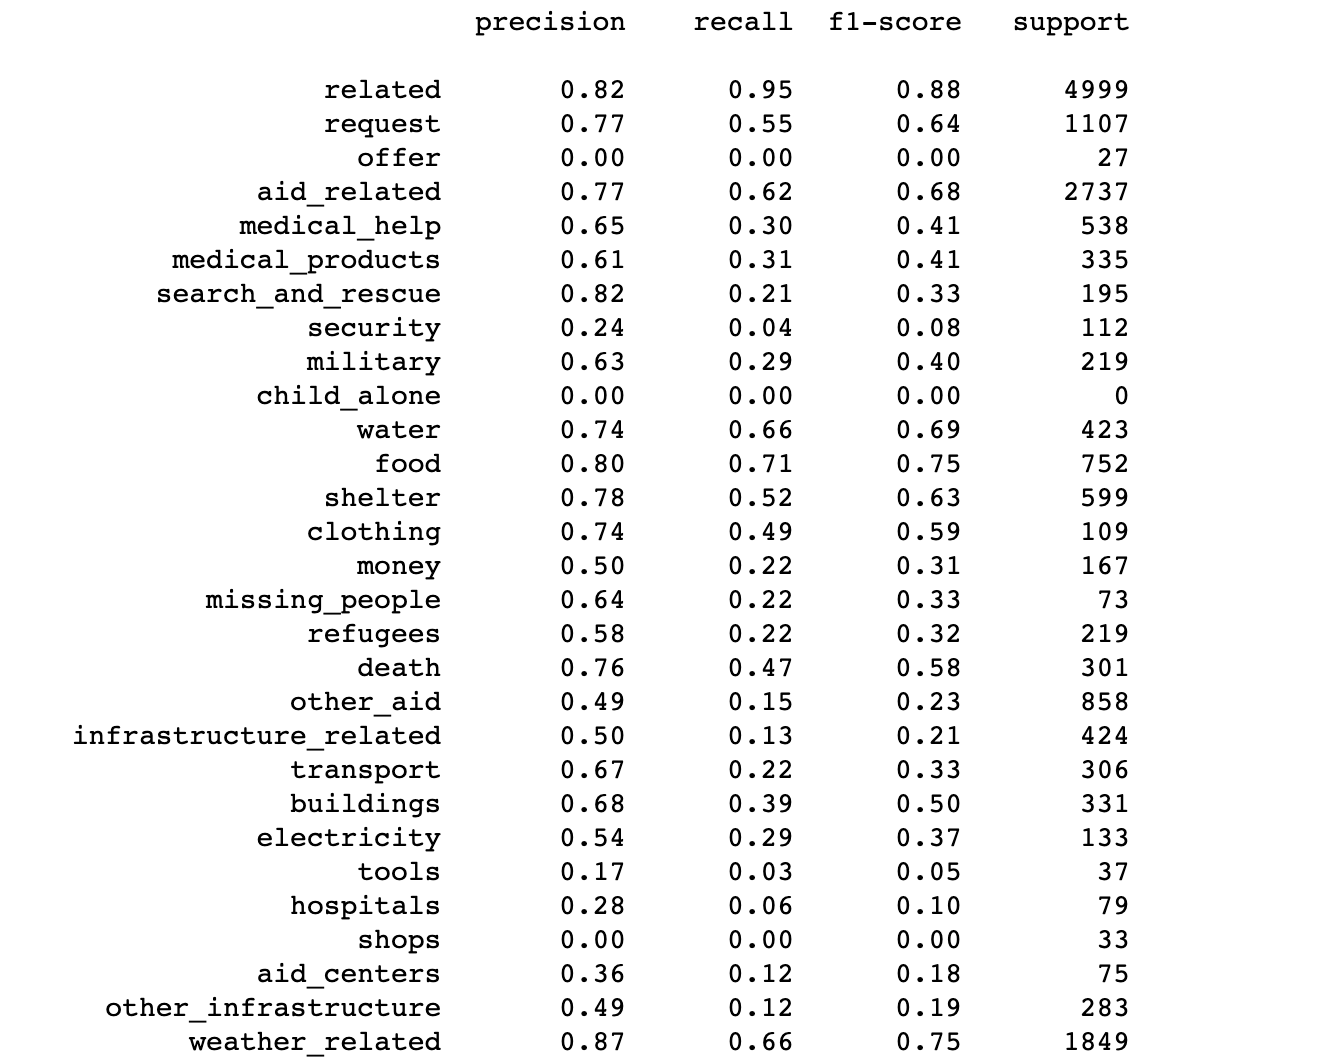 precision recall f1-score support
related 0.82 0.95 0.88 4999
request 0.77 0.55 0.64 1107
offer 0.00 0.00 0.00 27
aid_related 0.77 0.62 0.68 2737
medical_help 0.65 0.30 0.41 538
medical_products 0.61 0.31 0.41 335
search_and_rescue 0.82 0.21 0.33 195
security 0.24 0.04 0.08 112
military 0.63 0.29 0.40 219
child_alone 0.00 0.00 0.00 0
water 0.74 0.66 0.69 423
food 0.80 0.71 0.75 752
shelter 0.78 0.52 0.63 599
clothing 0.74 0.49 0.59 109
money 0.50 0.22 0.31 167
missing_people 0.64 0.22 0.33 73
refugees 0.58 0.22 0.32 219
death 0.76 0.47 0.58 301
other_aid 0.49 0.15 0.23 858
infrastructure_related 0.50 0.13 0.21 424
transport 0.67 0.22 0.33 306
buildings 0.68 0.39 0.50 331
electricity 0.54 0.29 0.37 133
tools 0.17 0.03 0.05 37
hospitals 0.28 0.06 0.10 79
shops 0.00 0.00 0.00 33
aid_centers 0.36 0.12 0.18 75
other_infrastructure 0.49 0.12 0.19 283
weather_related 0.87 0.66 0.75 1849